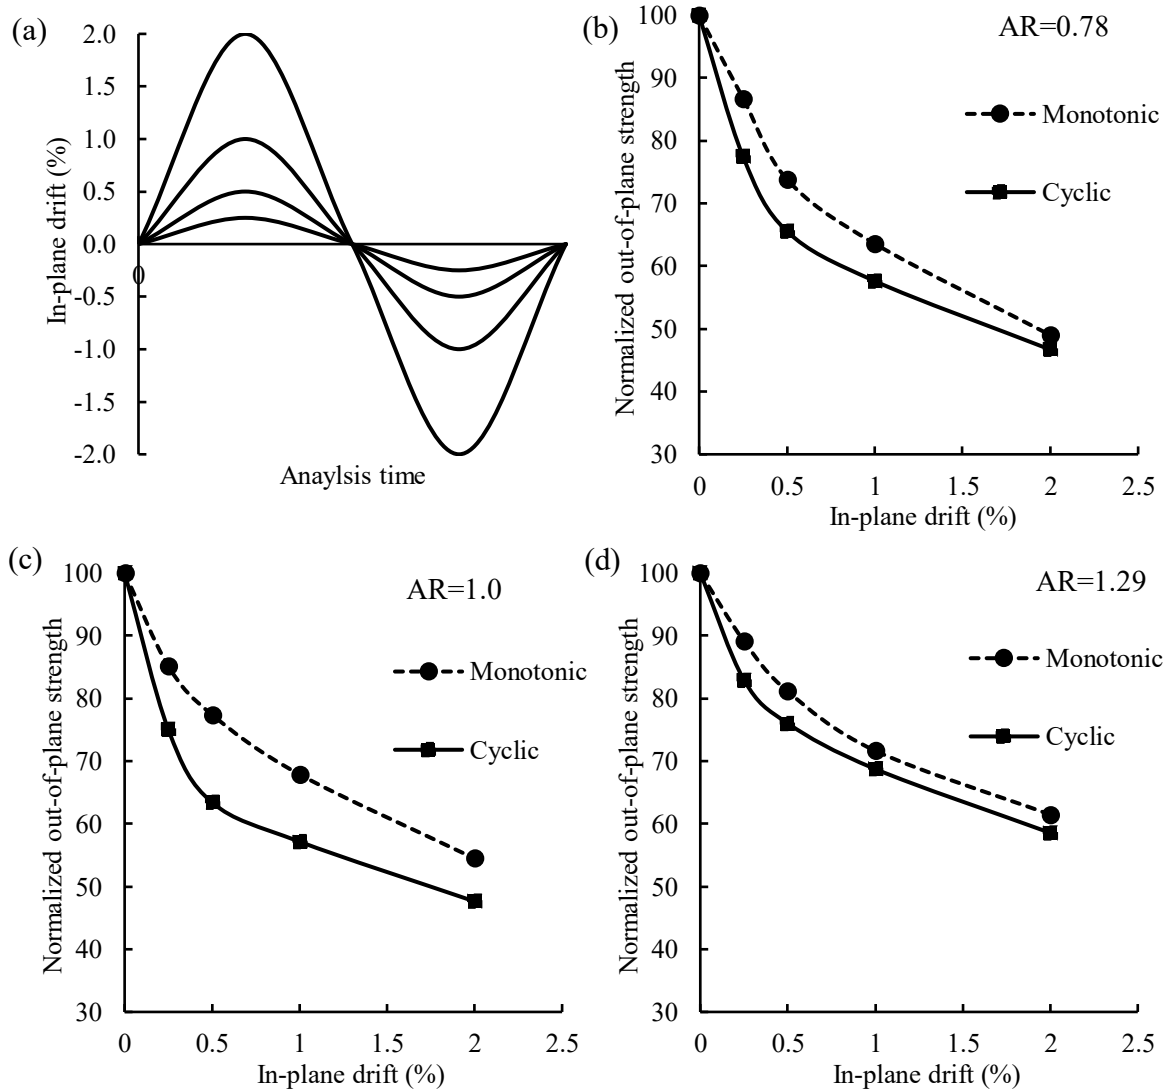 (a)
2.0
1.5
1.0
0.5
0.0
-0.5
-1.0
-1.5
-2.0
0
In-plane drift (%)
Anaylsis time
(b)
AR=0.78
100
90
80
70
60
50
40
30
Normalized out-of-plane strength
Monotonic
Cyclic
0 0.5 1 1.5 2 2.5
In-plane drift (%)
(c)
AR=1.0
100
90
80
70
60
50
40
30
Normalized out-of-plane strength
Monotonic
Cyclic
0 0.5 1 1.5 2 2.5
In-plane drift (%)
(d)
AR=1.29
100
90
80
70
60
50
40
30
Normalized out-of-plane strength
Monotonic
Cyclic
0 0.5 1 1.5 2 2.5
In-plane drift (%)